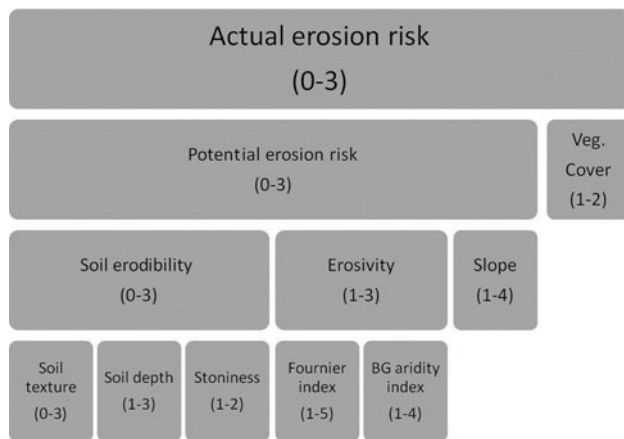 Actual erosion risk
(0-3)
Potential erosion risk
(0-3)
Veg.
Cover
(1-2)
Soil erodibility
(0-3)
Erosivity
(1-3)
Slope
(1-4)
Soil
texture
(0-3)
Soil depth
(1-3)
Stoniness
(1-2)
Fournier
index
(1-5)
BG aridity
index
(1-4)